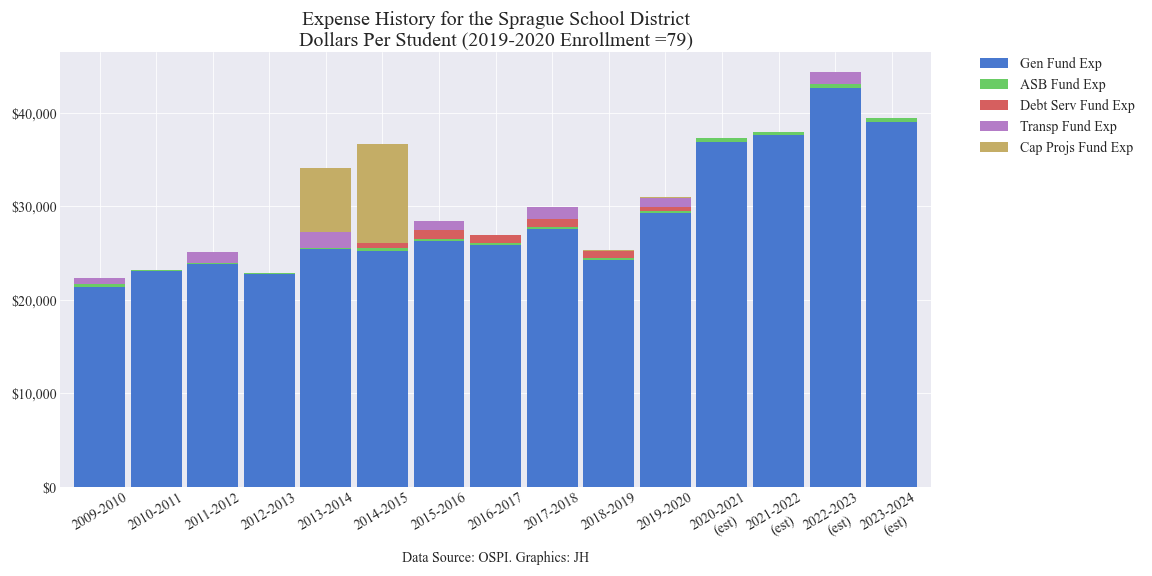 Expense History for the Sprague School District
Dollars Per Student (2019-2020 Enrollment =79)
Gen Fund Exp
ASB Fund Exp
Debt Serv Fund Exp
Transp Fund Exp
Cap Projs Fund Exp
$40,000
$30,000
$20,000
$10,000
$0
2009-2010
2010-2011
2011-2012
2012-2013
2013-2014
2014-2015
2015-2016
2016-2017
2017-2018
2018-2019
2019-2020
2020-2021
(est)
2021-2022
(est)
2022-2023
(est)
2023-2024
(est)
Data Source: OSPI. Graphics: JH